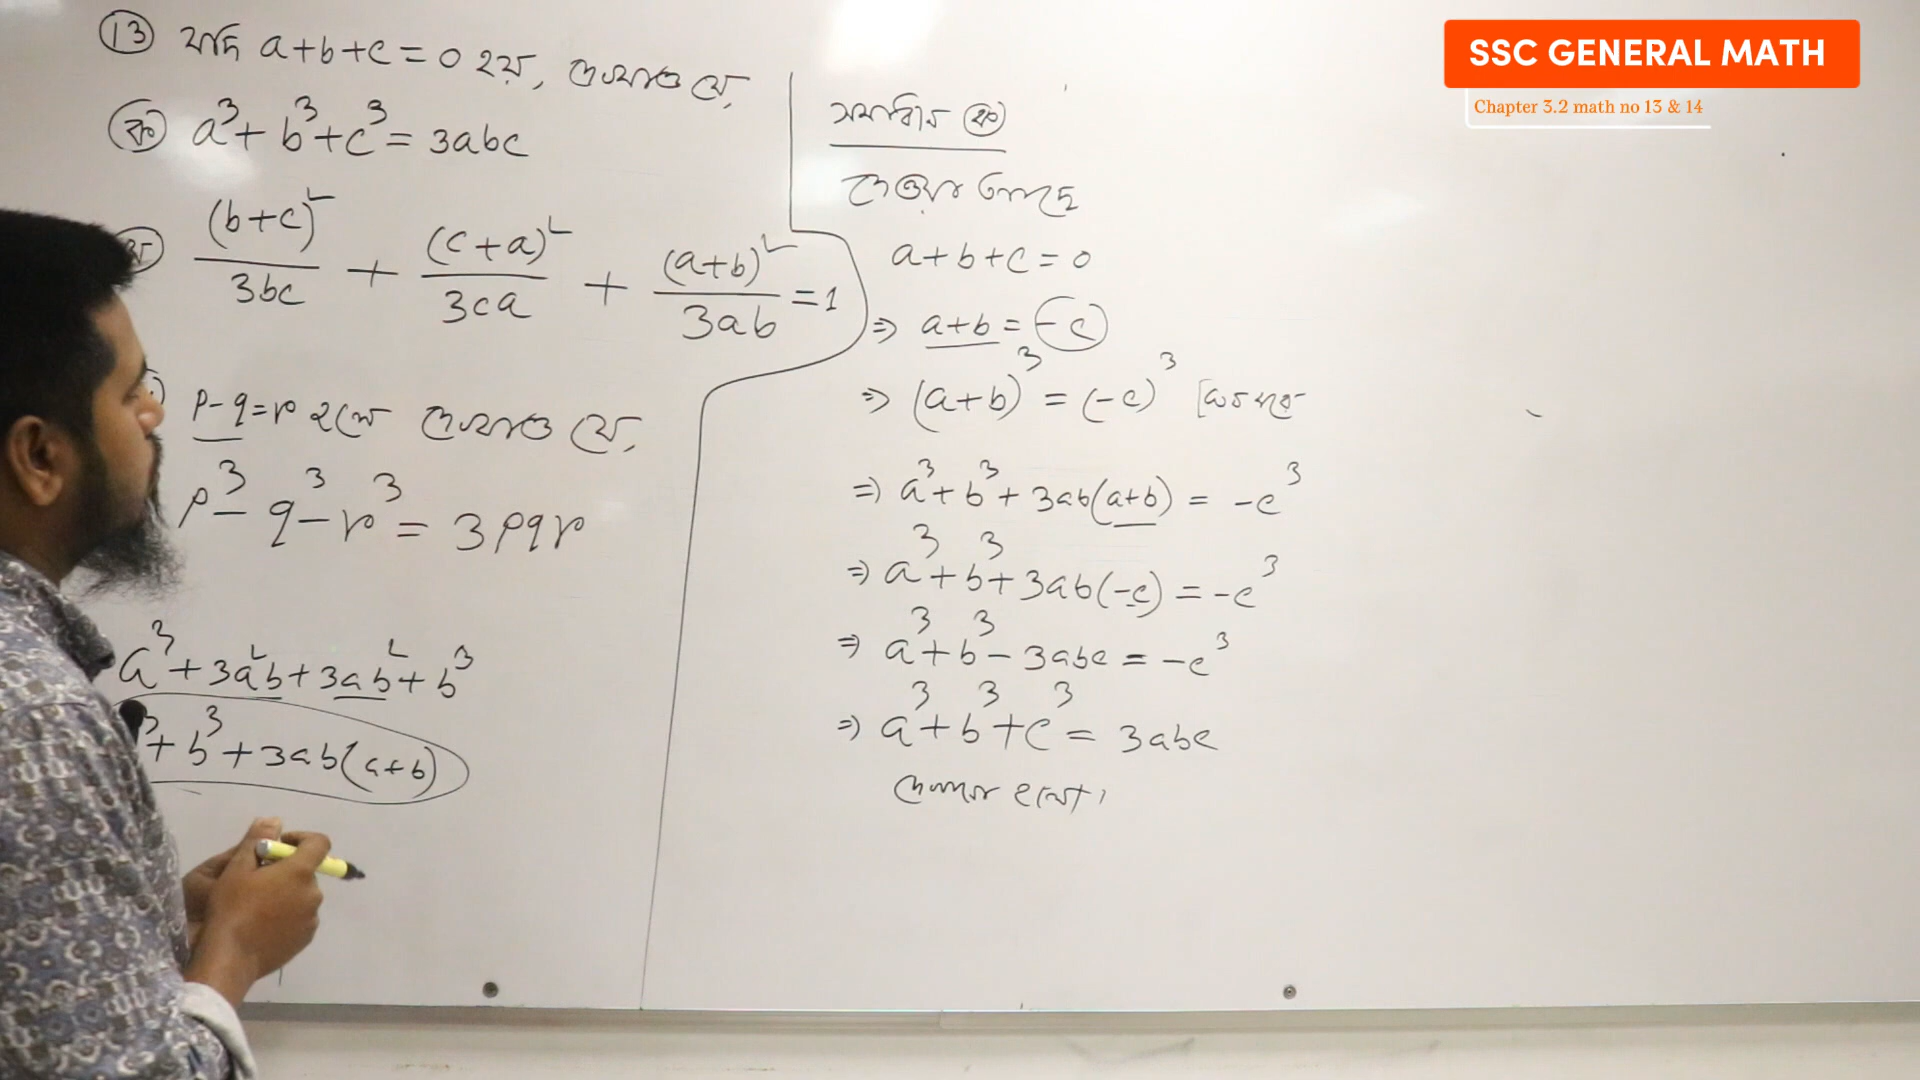 SSC GENERAL MATH
Chapter 3.2 math no 13 & 14
(13) যদি a+b+c = 0 হয়, দেখাও যে,
(ক) a³+ b³+c³ = 3abc
(b+c)²/3bc + (c+a)²/3ca + (a+b)²/3ab = 1
p-q=r হলে দেখাও যে,
p³- q³- r³ = 3pqr
a³+3a²b+3ab²+b³
³+b³+3ab(a+b)
সমাধান (ক)
দেওয়া আছে
a+b+c = 0
⇒ a+b = -c
⇒ (a+b)³ = (-c)³ [ঘন করে
⇒ a³+b³+3ab(a+b) = -c³
⇒ a³+b³+3ab(-c) = -c³
⇒ a³+b³-3abc = -c³
⇒ a³+b³+c³ = 3abc
দেখানো হলো।